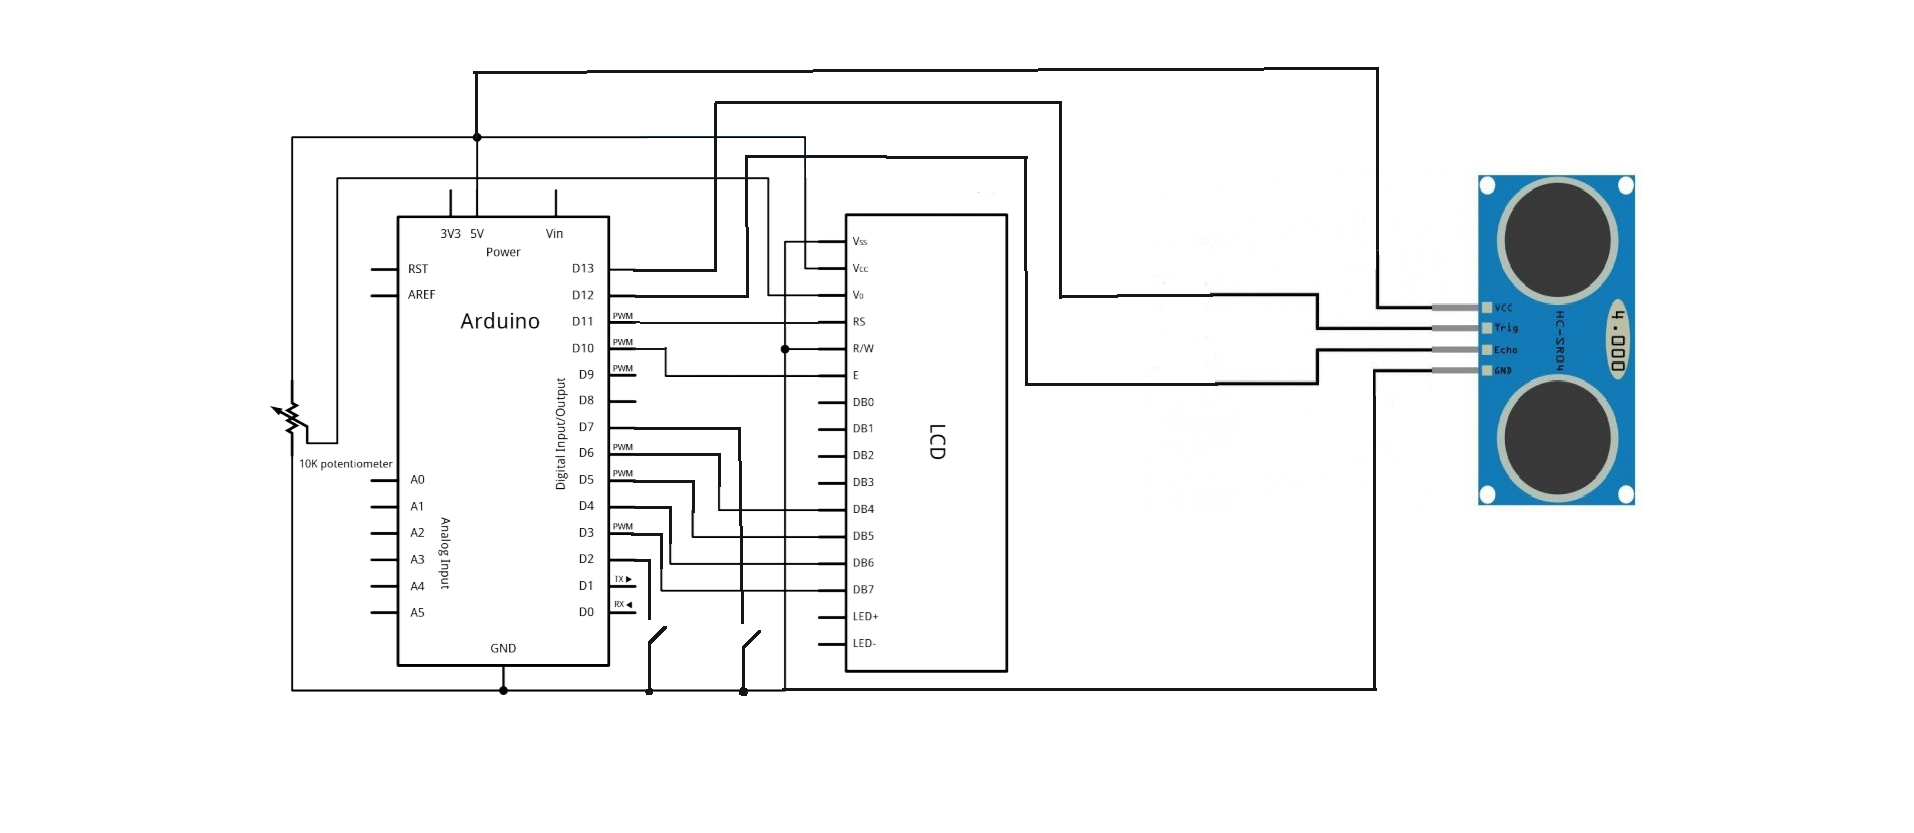 3V3
5V
Vin
Power
RST
AREF
Arduino
10K potentiometer
A0
A1
A2
A3
A4
A5
Analog Input
GND
Digital Input/Output
D13
D12
D11
PWM
D10
PWM
D9
PWM
D8
D7
D6
PWM
D5
PWM
D4
D3
PWM
D2
D1
TX ▶
D0
RX ◀
Vss
Vcc
V0
RS
R/W
E
DB0
DB1
DB2
DB3
DB4
DB5
DB6
DB7
LED+
LED-
LCD
VCC
Trig
Echo
GND
HC-SR04
4.000